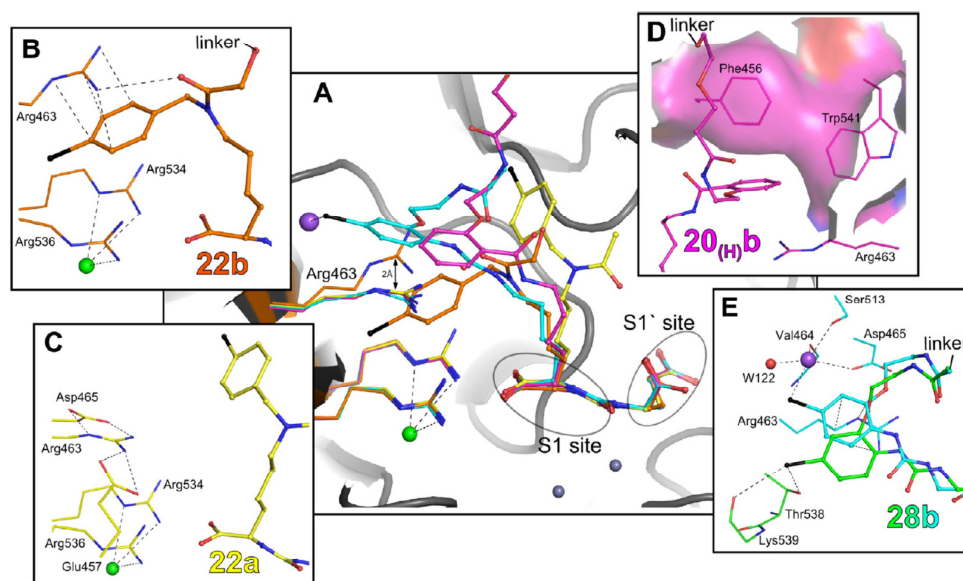 B
linker
Arg463
Arg534
Arg536
22b
A
Arg463
2Å
S1` site
S1 site
D
linker
Phe456
Trp541
20(H)b
Arg463
C
Asp465
Arg463
Arg534
Arg536
Glu457
22a
E
Ser513
Val464
Asp465
linker
W122
Arg463
Thr538
Lys539
28b